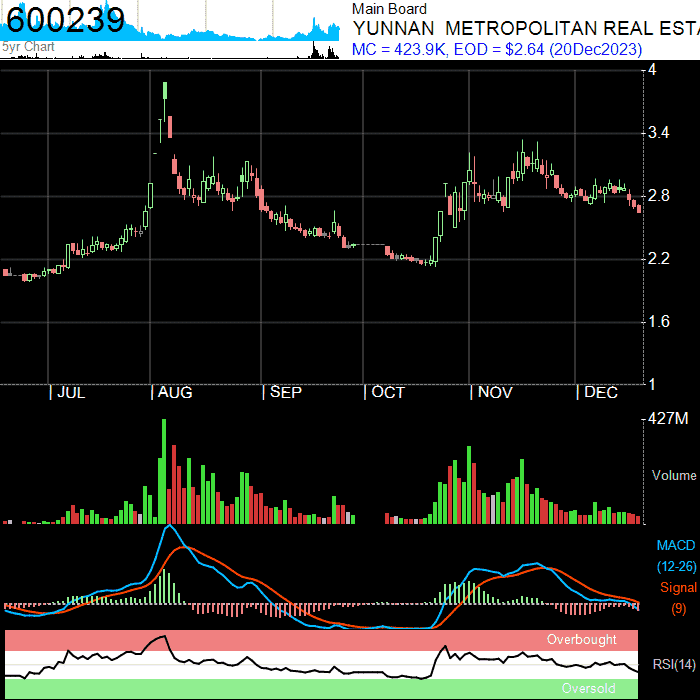 600239
5yr Chart
Main Board
YUNNAN METROPOLITAN REAL ESTA
MC = 423.9K, EOD = $2.64 (20Dec2023)
4
3.4
2.8
2.2
1.6
1
JUL
AUG
SEP
OCT
NOV
DEC
427M
Volume
MACD
(12-26)
Signal
(9)
Overbought
RSI(14)
Oversold